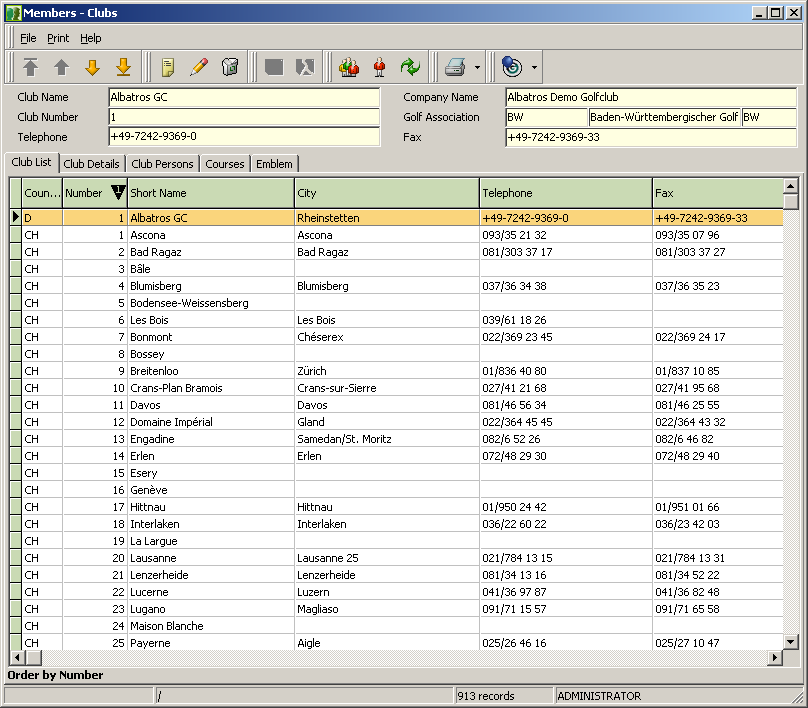 Members - Clubs
File Print Help
Club Name Albatros GC Company Name Albatros Demo Golfclub
Club Number 1 Golf Association BW Baden-Württembergischer Golf BW
Telephone +49-7242-9369-0 Fax +49-7242-9369-33
Club List Club Details Club Persons Courses Emblem
Coun... Number 1 Short Name City Telephone Fax
D 1 Albatros GC Rheinstetten +49-7242-9369-0 +49-7242-9369-33
CH 1 Ascona Ascona 093/35 21 32 093/35 07 96
CH 2 Bad Ragaz Bad Ragaz 081/303 37 17 081/303 37 27
CH 3 Bâle
CH 4 Blumisberg Blumisberg 037/36 34 38 037/36 35 23
CH 5 Bodensee-Weissensberg
CH 6 Les Bois Les Bois 039/61 18 26
CH 7 Bonmont Chéserex 022/369 23 45 022/369 24 17
CH 8 Bossey
CH 9 Breitenloo Zürich 01/836 40 80 01/837 10 85
CH 10 Crans-Plan Bramois Crans-sur-Sierre 027/41 21 68 027/41 95 68
CH 11 Davos Davos 081/46 56 34 081/46 25 55
CH 12 Domaine Impérial Gland 022/364 45 45 022/364 43 32
CH 13 Engadine Samedan/St. Moritz 082/6 52 26 082/6 46 82
CH 14 Erlen Erlen 072/48 29 30 072/48 29 40
CH 15 Esery
CH 16 Genève
CH 17 Hittnau Hittnau 01/950 24 42 01/951 01 66
CH 18 Interlaken Interlaken 036/22 60 22 036/23 42 03
CH 19 La Largue
CH 20 Lausanne Lausanne 25 021/784 13 15 021/784 13 31
CH 21 Lenzerheide Lenzerheide 081/34 13 16 081/34 52 22
CH 22 Lucerne Luzern 041/36 97 87 041/36 82 48
CH 23 Lugano Magliaso 091/71 15 57 091/71 65 58
CH 24 Maison Blanche
CH 25 Payerne Aigle 025/26 46 16 025/27 10 47
Order by Number
/ 913 records ADMINISTRATOR